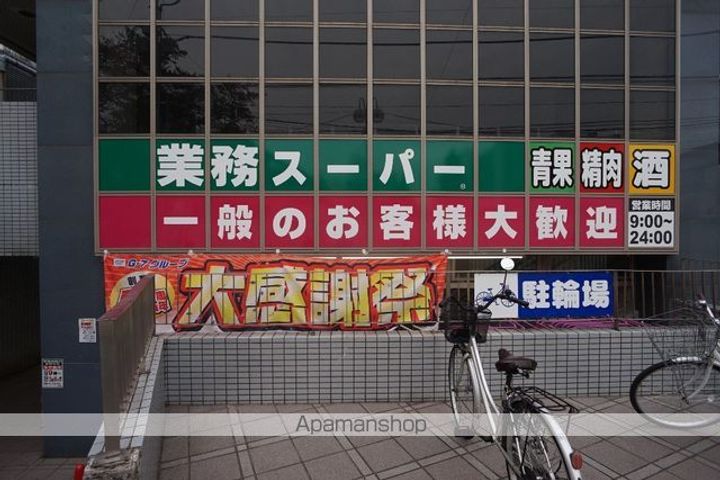 業務スーパー 青果 精肉 酒
一般のお客様大歓迎 営業時間
9:00~
24:00
G・7グループ
大感謝祭
駐輪場
Apamanshop